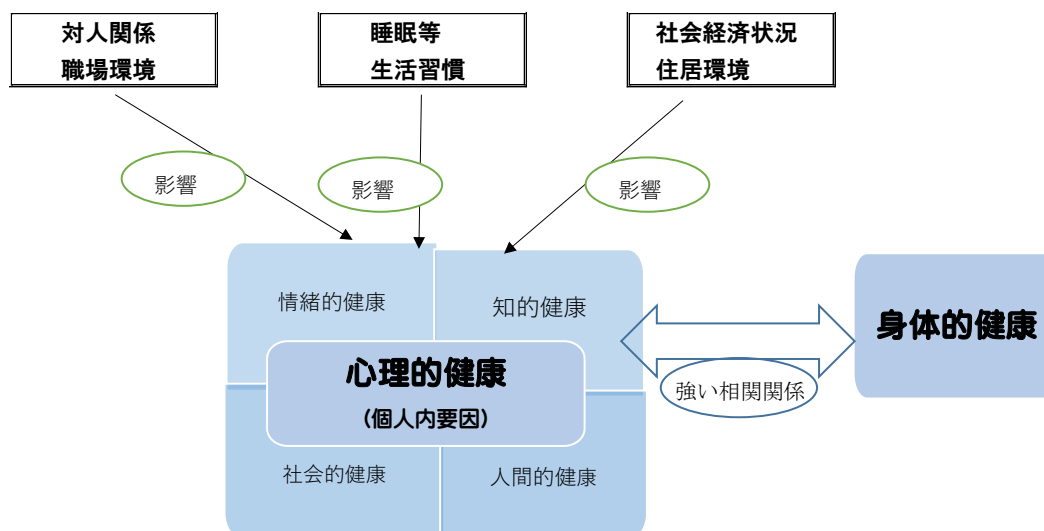 対人関係
職場環境
睡眠等
生活習慣
社会経済状況
住居環境
影響
影響
影響
情緒的健康
知的健康
心理的健康
(個人内要因)
社会的健康
人間的健康
強い相関関係
身体的健康